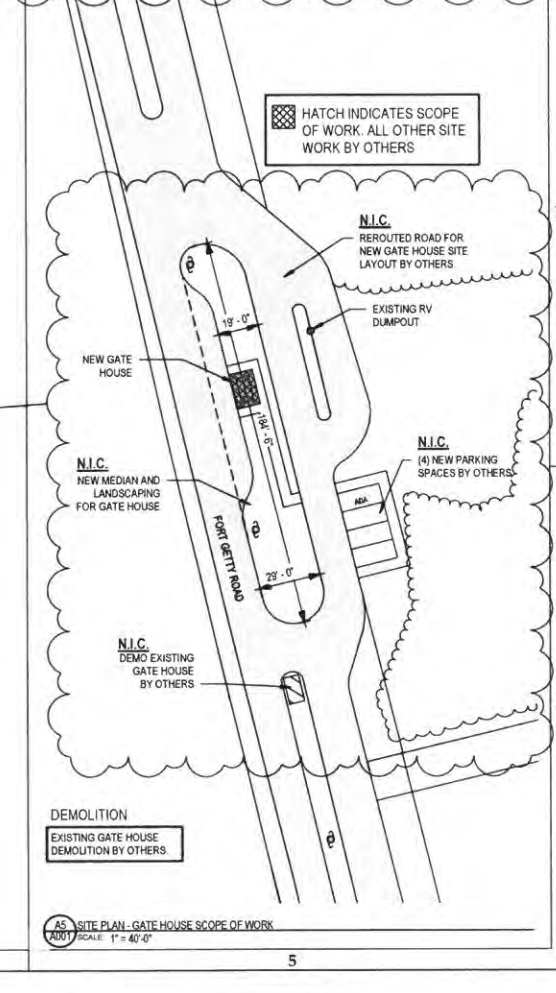 HATCH INDICATES SCOPE
OF WORK. ALL OTHER SITE
WORK BY OTHERS
N.I.C.
REROUTED ROAD FOR
NEW GATE HOUSE SITE
LAYOUT BY OTHERS
EXISTING RV
DUMPOUT
19' - 0"
NEW GATE
HOUSE
184' - 6"
N.I.C.
(4) NEW PARKING
SPACES BY OTHERS
ADA
N.I.C.
NEW MEDIAN AND
LANDSCAPING
FOR GATE HOUSE
FORT GETTY ROAD
29' - 0"
N.I.C.
DEMO EXISTING
GATE HOUSE
BY OTHERS
DEMOLITION
EXISTING GATE HOUSE
DEMOLITION BY OTHERS.
A5
A001
SITE PLAN - GATE HOUSE SCOPE OF WORK
SCALE: 1" = 40'-0"
5